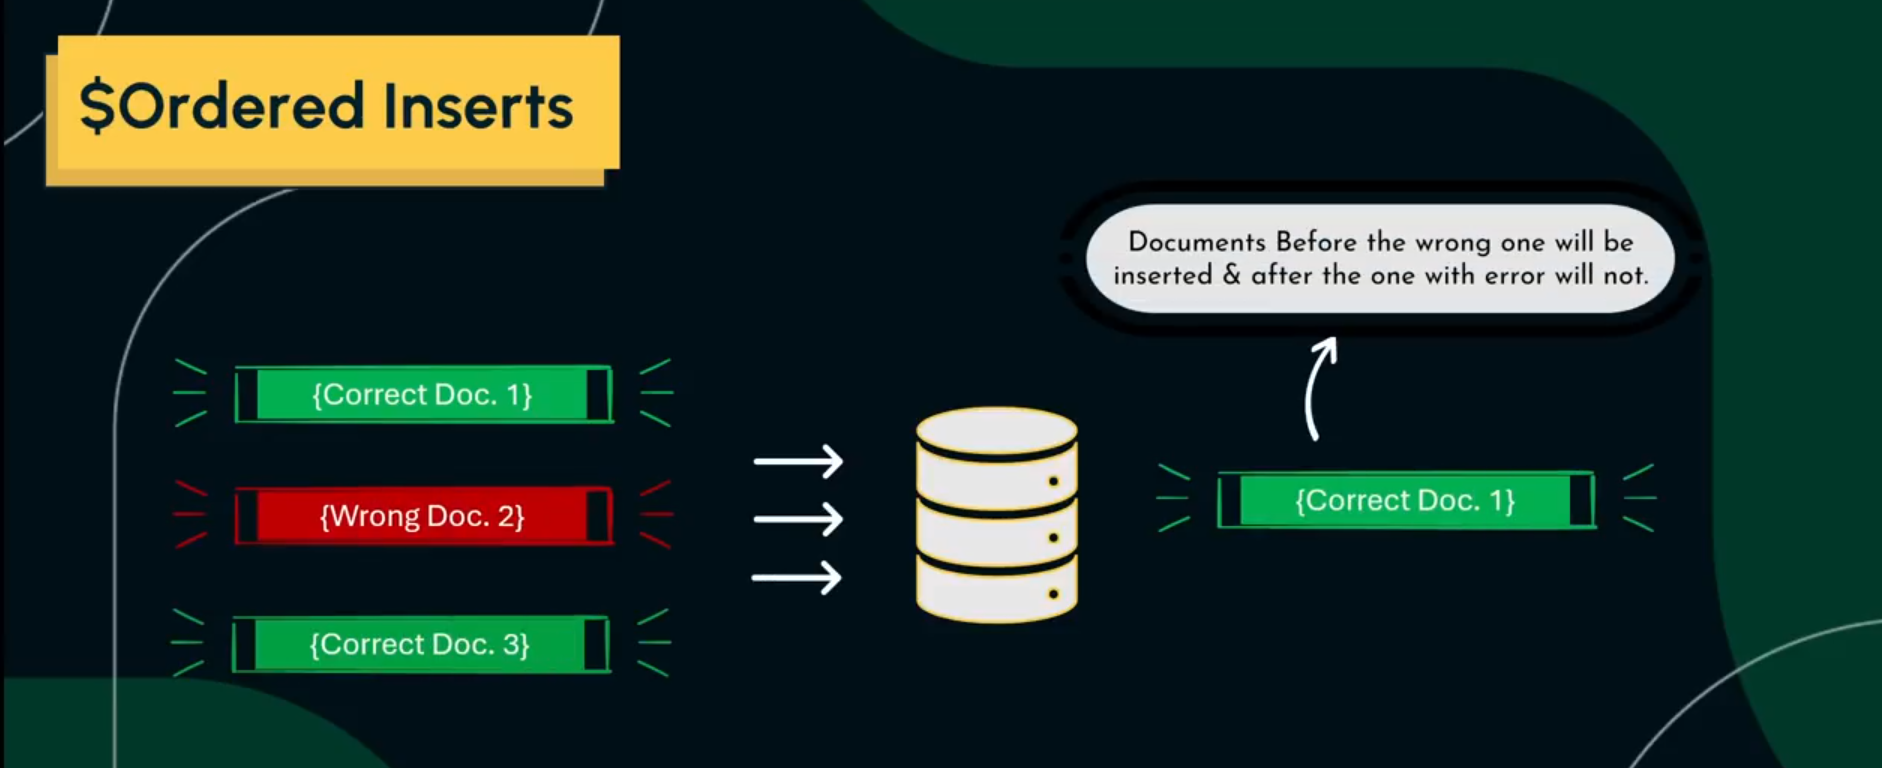 $Ordered Inserts
Documents Before the wrong one will be
inserted & after the one with error will not.
{Correct Doc. 1}
{Wrong Doc. 2}
{Correct Doc. 3}
{Correct Doc. 1}